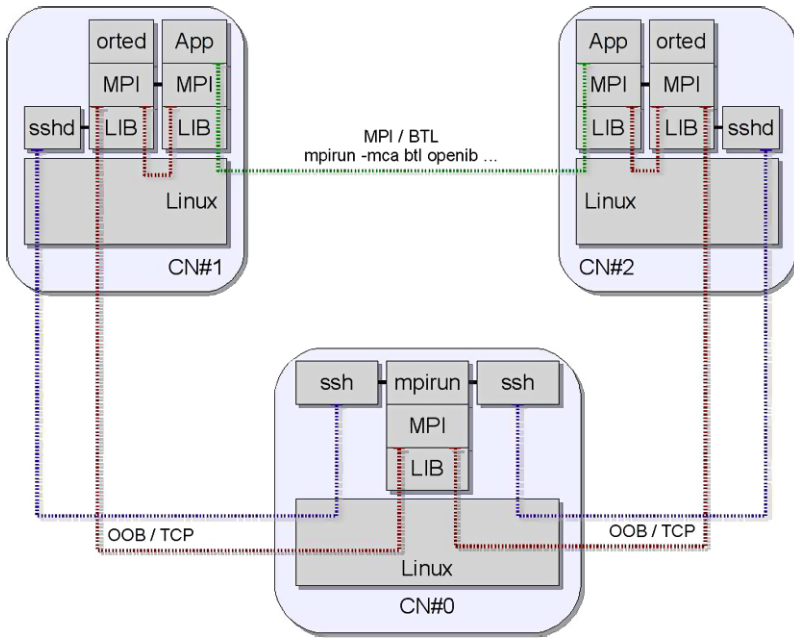 orted App
MPI MPI
sshd LIB LIB
Linux
CN#1
MPI / BTL
mpirun -mca btl openib ...
App orted
MPI MPI
LIB LIB sshd
Linux
CN#2
ssh mpirun ssh
MPI
LIB
OOB / TCP
OOB / TCP
Linux
CN#0